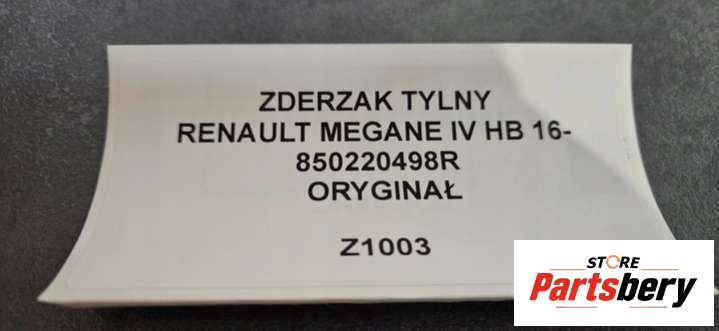 ZDERZAK TYLNY
RENAULT MEGANE IV HB 16-
850220498R
ORYGINAŁ
Z1003
STORE
Partsbery